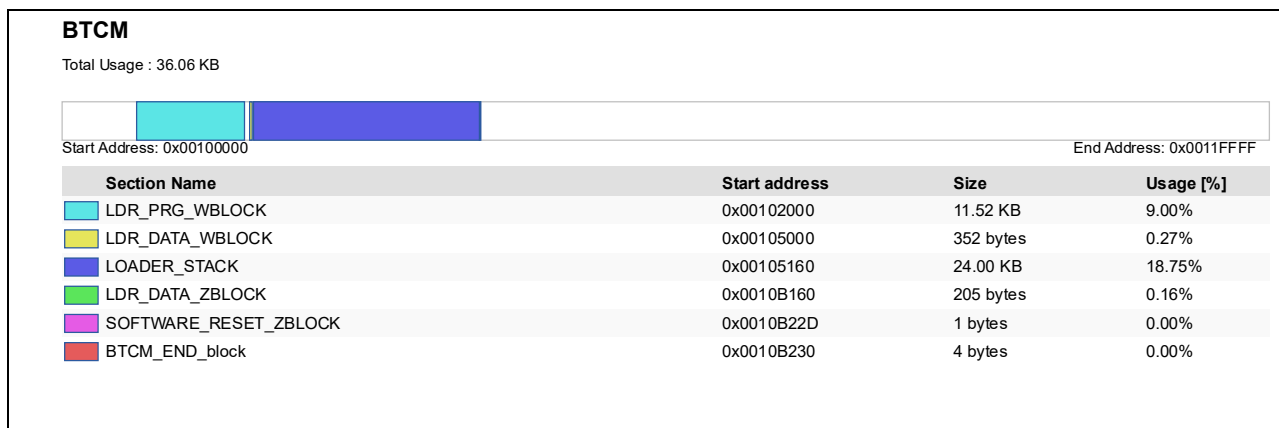 BTCM
Total Usage : 36.06 KB
Start Address: 0x00100000 End Address: 0x0011FFFF
Section Name Start address Size Usage [%]
LDR_PRG_WBLOCK 0x00102000 11.52 KB 9.00%
LDR_DATA_WBLOCK 0x00105000 352 bytes 0.27%
LOADER_STACK 0x00105160 24.00 KB 18.75%
LDR_DATA_ZBLOCK 0x0010B160 205 bytes 0.16%
SOFTWARE_RESET_ZBLOCK 0x0010B22D 1 bytes 0.00%
BTCM_END_block 0x0010B230 4 bytes 0.00%